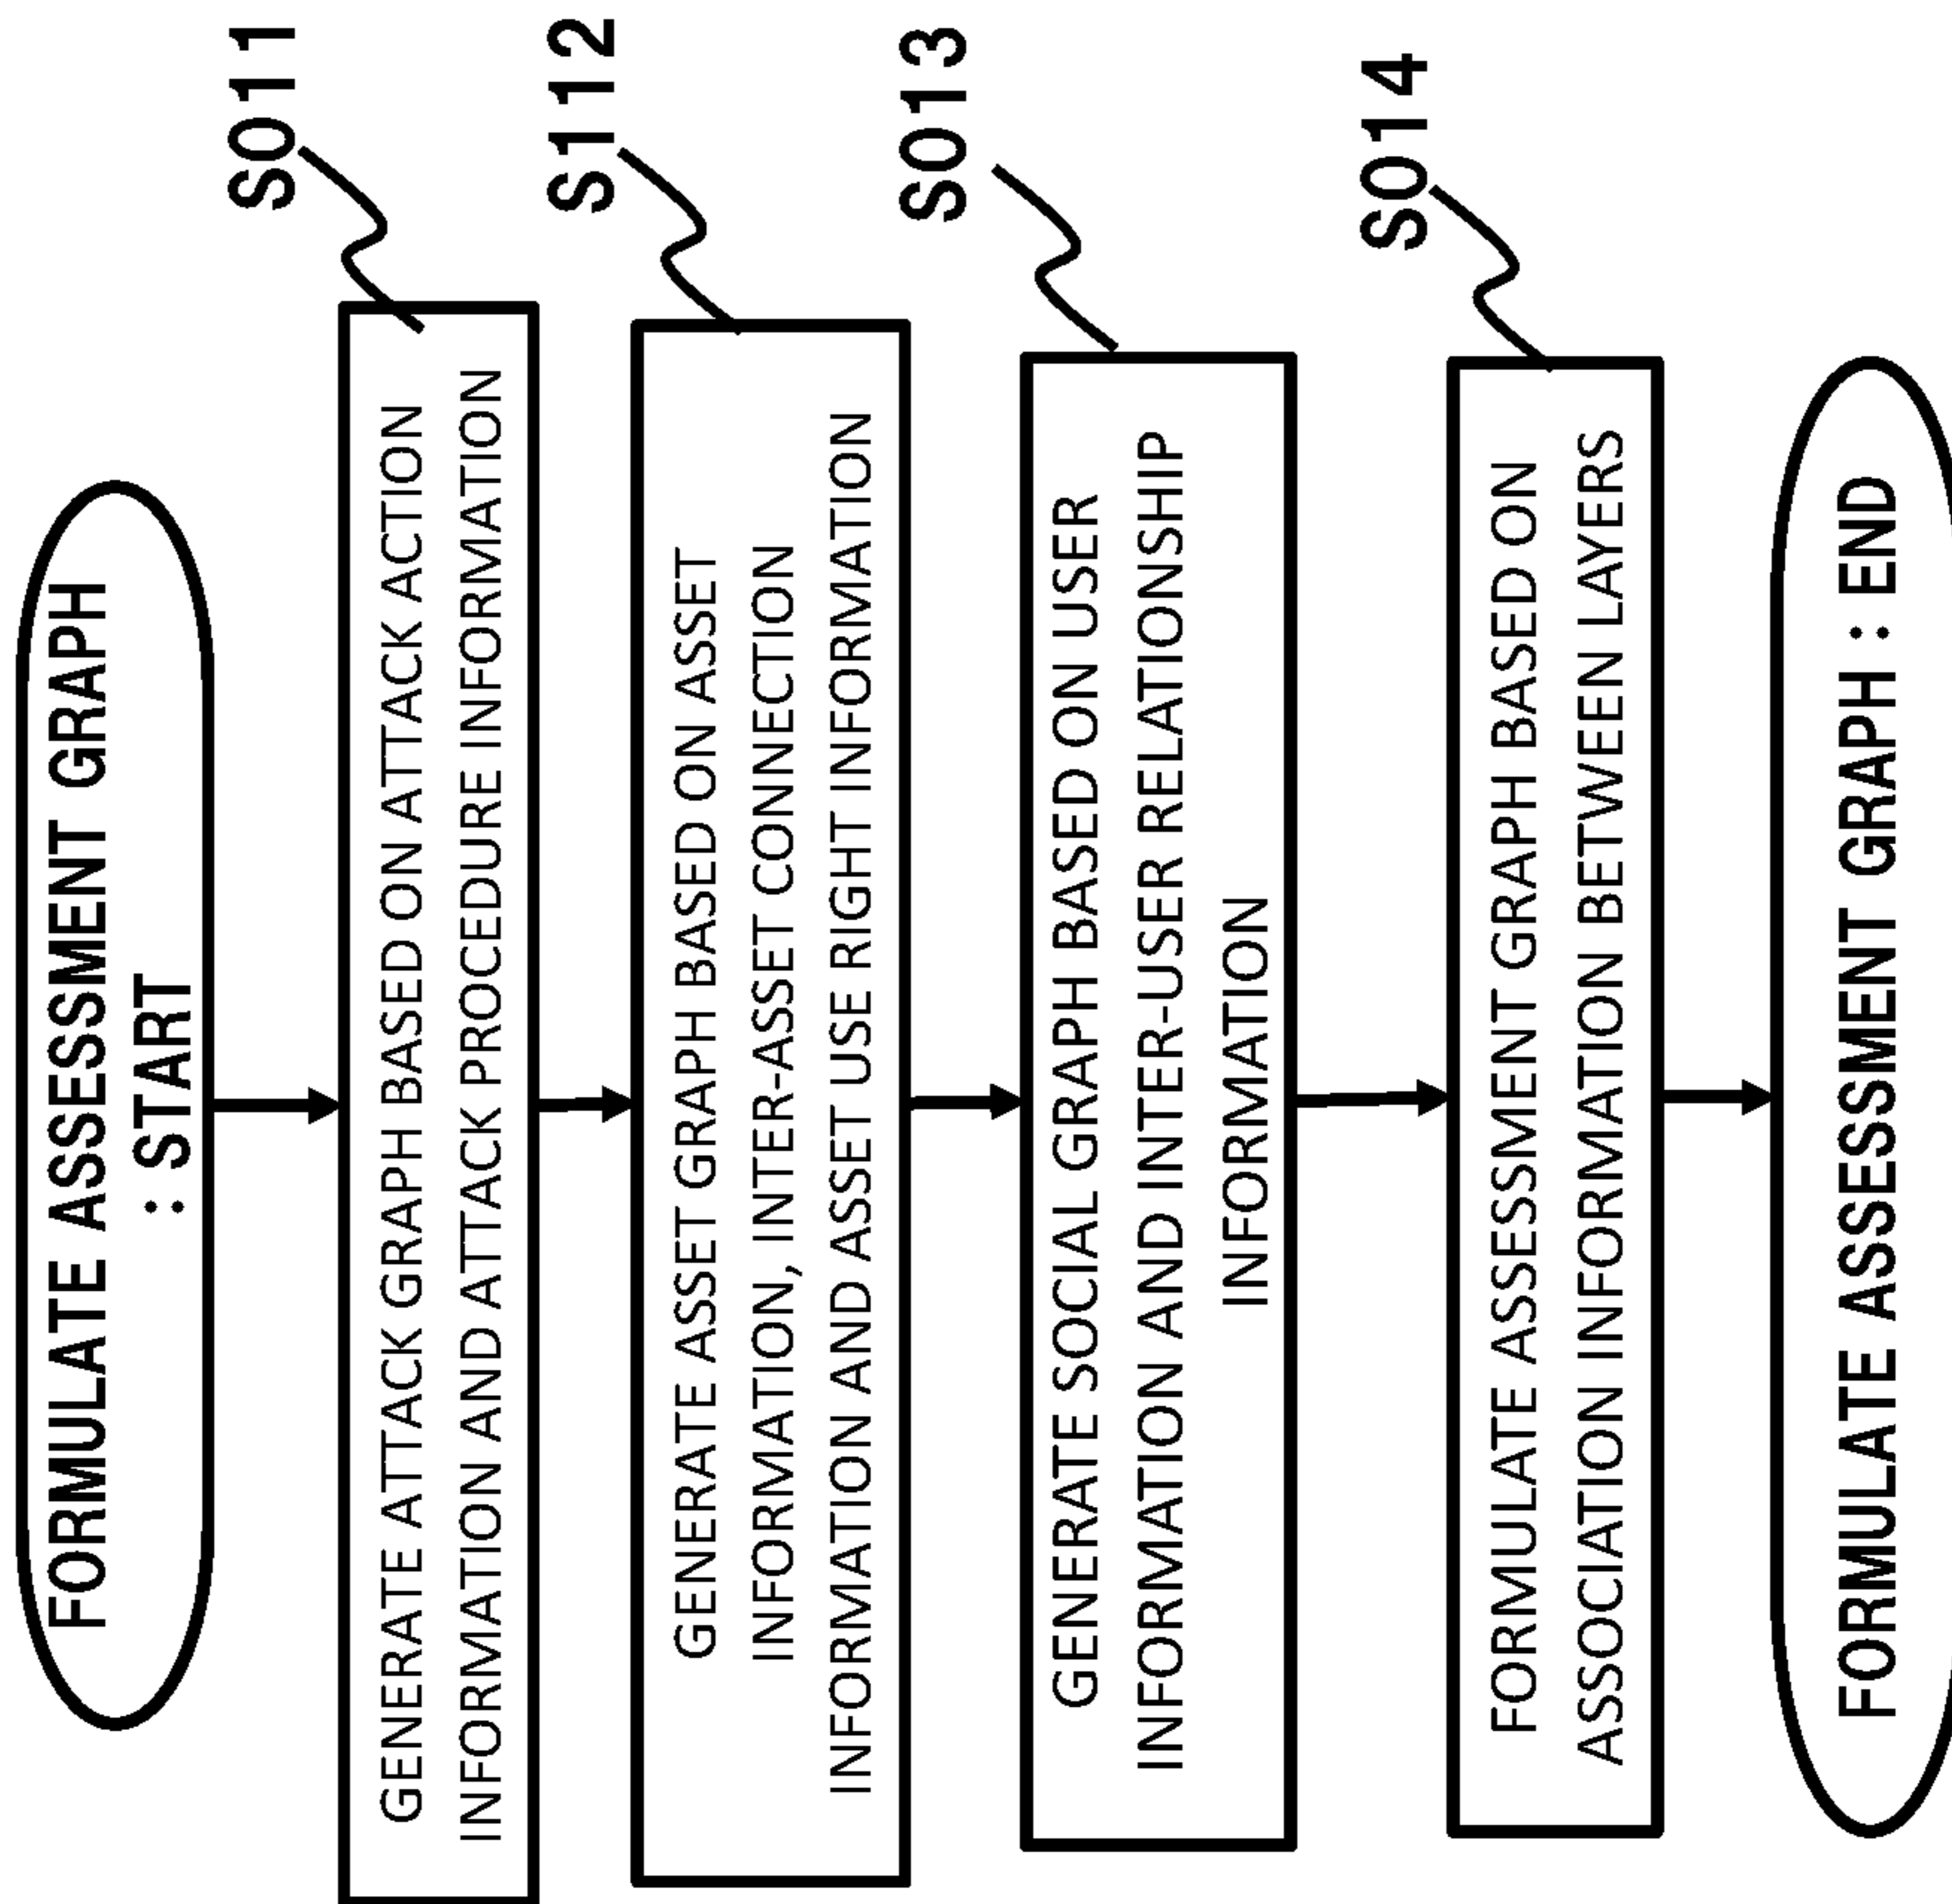 FORMULATE ASSESSMENT GRAPH
: START
S011
GENERATE ATTACK GRAPH BASED ON ATTACK ACTION
INFORMATION AND ATTACK PROCEDURE INFORMATION
S112
GENERATE ASSET GRAPH BASED ON ASSET
INFORMATION, INTER-ASSET CONNECTION
INFORMATION AND ASSET USE RIGHT INFORMATION
S013
GENERATE SOCIAL GRAPH BASED ON USER
INFORMATION AND INTER-USER RELATIONSHIP
INFORMATION
S014
FORMULATE ASSESSMENT GRAPH BASED ON
ASSOCIATION INFORMATION BETWEEN LAYERS
FORMULATE ASSESSMENT GRAPH : END